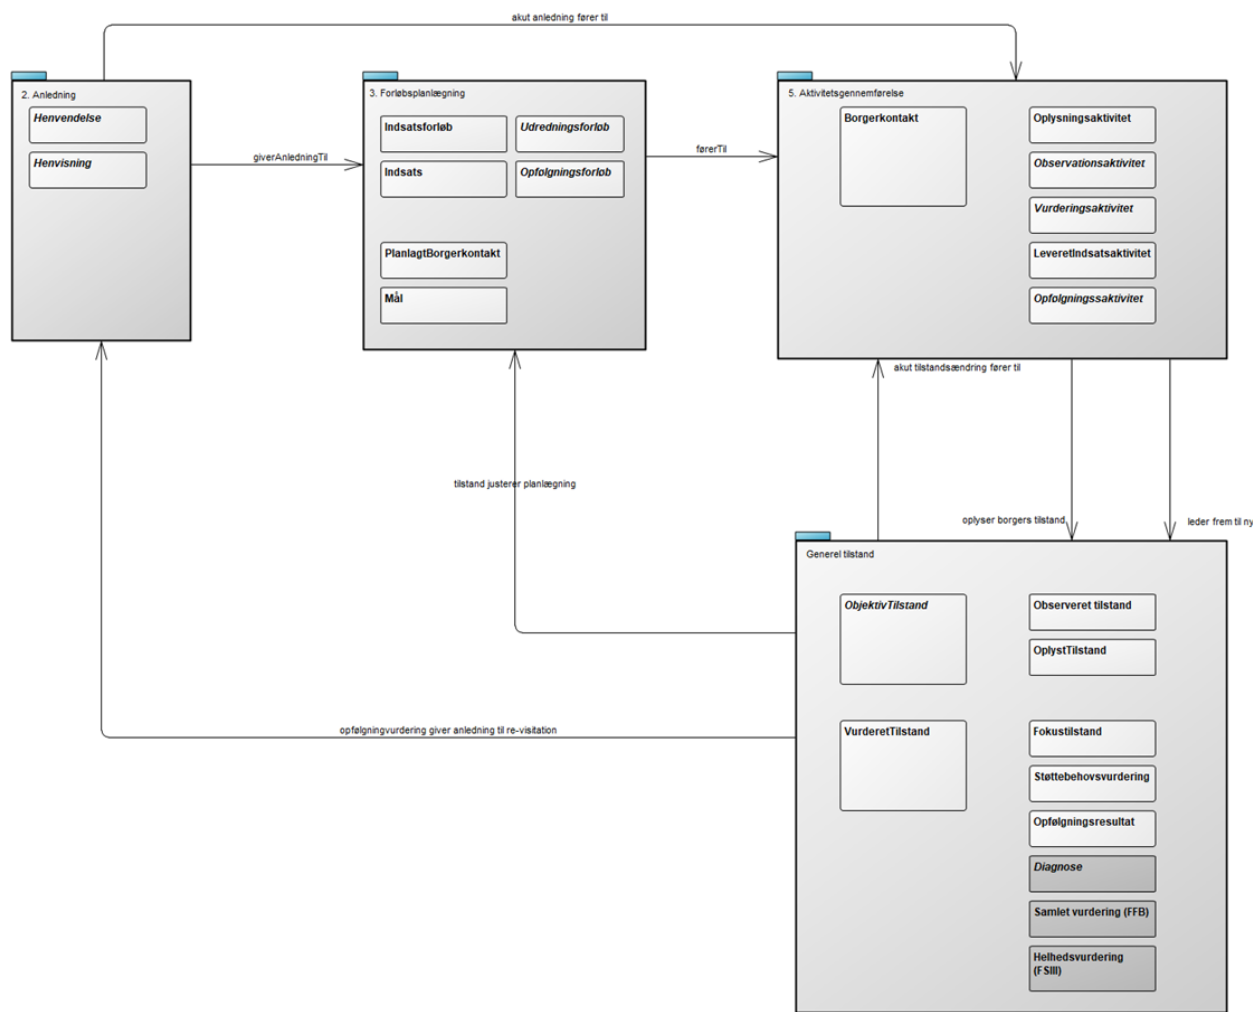 akut anledning fører til
2. Anledning
Henvendelse
Henvisning
giverAnledningTil
3. Forløbsplanlægning
Indsatsforløb
Udredningsforløb
Indsats
Opfølgningsforløb
PlanlagtBorgerkontakt
Mål
førerTil
5. Aktivitetsgennemførelse
Borgerkontakt
Oplysningsaktivitet
Observationsaktivitet
Vurderingsaktivitet
LeveretIndsatsaktivitet
Opfølgningssaktivitet
akut tilstandsændring fører til
tilstand justerer planlægning
oplyser borgers tilstand
leder frem til ny
Generel tilstand
ObjektivTilstand
Observeret tilstand
OplystTilstand
opfølgningvurdering giver anledning til re-visitation
VurderetTilstand
Fokustilstand
Støttebehovsvurdering
Opfølgningsresultat
Diagnose
Samlet vurdering (FFB)
Helhedsvurdering
(FSIII)